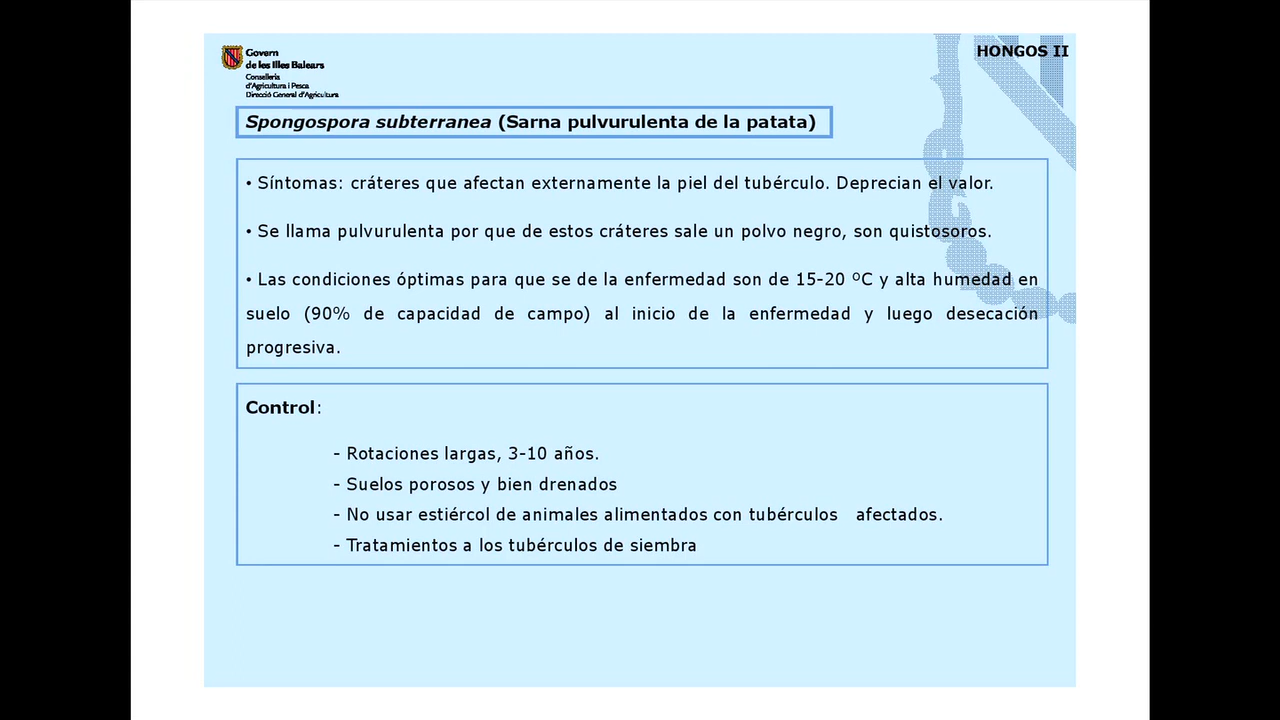 Govern
de les Illes Balears
Conselleria
d'Agricultura i Pesca
Direcció General d'Agricultura
HONGOS II
Spongospora subterranea (Sarna pulvurulenta de la patata)
• Síntomas: cráteres que afectan externamente la piel del tubérculo. Deprecian el valor.
• Se llama pulvurulenta por que de estos cráteres sale un polvo negro, son quistosoros.
• Las condiciones óptimas para que se de la enfermedad son de 15-20 ºC y alta humedad en
suelo (90% de capacidad de campo) al inicio de la enfermedad y luego desecación
progresiva.
Control:
- Rotaciones largas, 3-10 años.
- Suelos porosos y bien drenados
- No usar estiércol de animales alimentados con tubérculos afectados.
- Tratamientos a los tubérculos de siembra